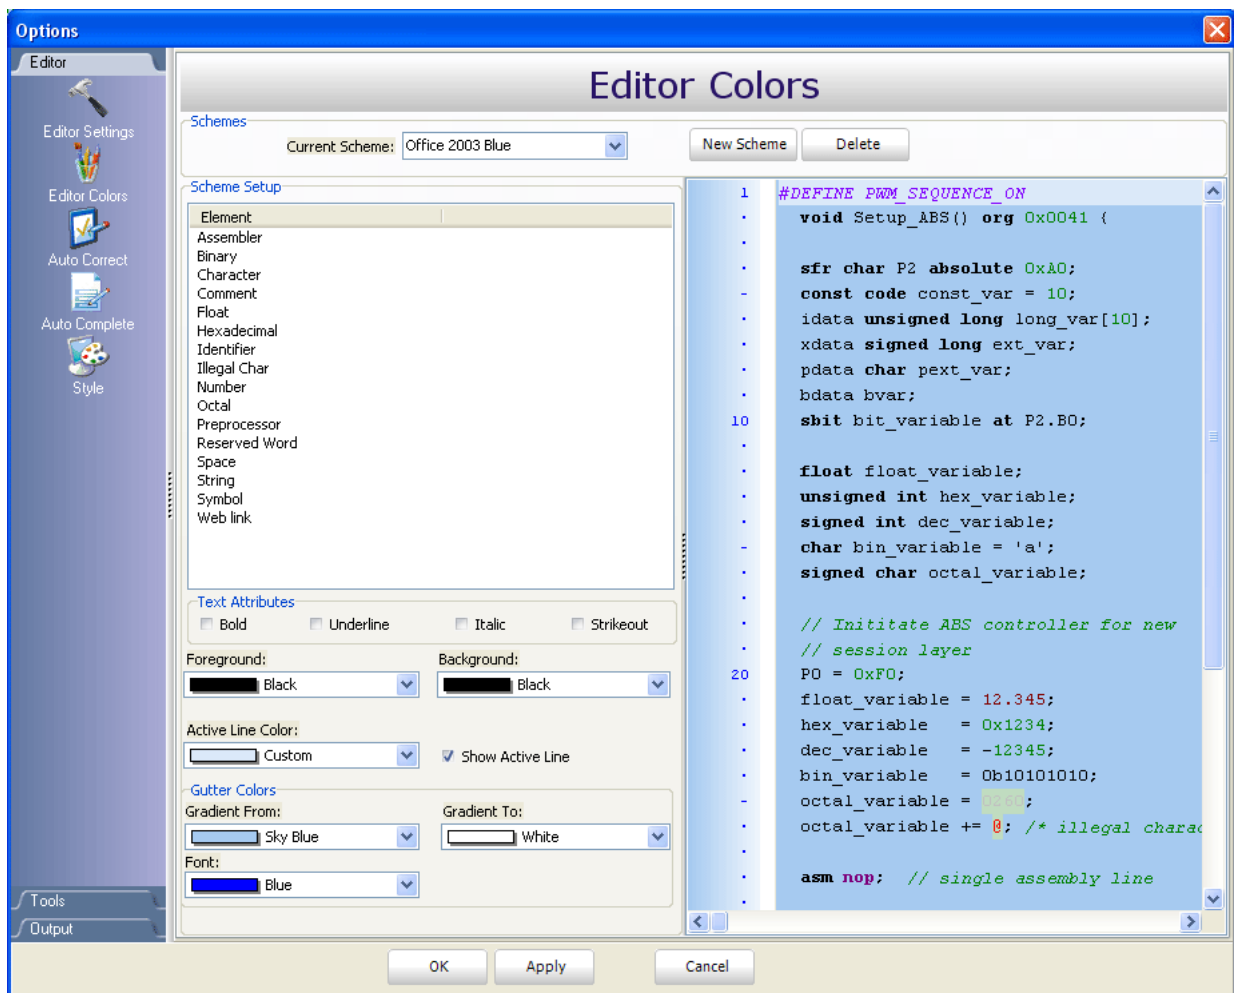 Options
Editor
Editor Settings
Editor Colors
Auto Correct
Auto Complete
Style
Tools
Output
Editor Colors
Schemes
Current Scheme: Office 2003 Blue
New Scheme
Delete
Scheme Setup
Element
Assembler
Binary
Character
Comment
Float
Hexadecimal
Identifier
Illegal Char
Number
Octal
Preprocessor
Reserved Word
Space
String
Symbol
Web link
Text Attributes
Bold Underline Italic Strikeout
Foreground: Background:
Black Black
Active Line Color:
Custom Show Active Line
Gutter Colors
Gradient From: Gradient To:
Sky Blue White
Font:
Blue
1 #DEFINE PWM_SEQUENCE_ON
void Setup_ABS() org 0x0041 {
sfr char P2 absolute 0xA0;
const code const_var = 10;
idata unsigned long long_var[10];
xdata signed long ext_var;
pdata char pext_var;
bdata bvar;
10 sbit bit_variable at P2.B0;
float float_variable;
unsigned int hex_variable;
signed int dec_variable;
char bin_variable = 'a';
signed char octal_variable;
// Inititate ABS controller for new
// session layer
20 P0 = 0xF0;
float_variable = 12.345;
hex_variable = 0x1234;
dec_variable = -12345;
bin_variable = 0b10101010;
octal_variable = 0260;
octal_variable += @; /* illegal charac
asm nop; // single assembly line
OK Apply Cancel